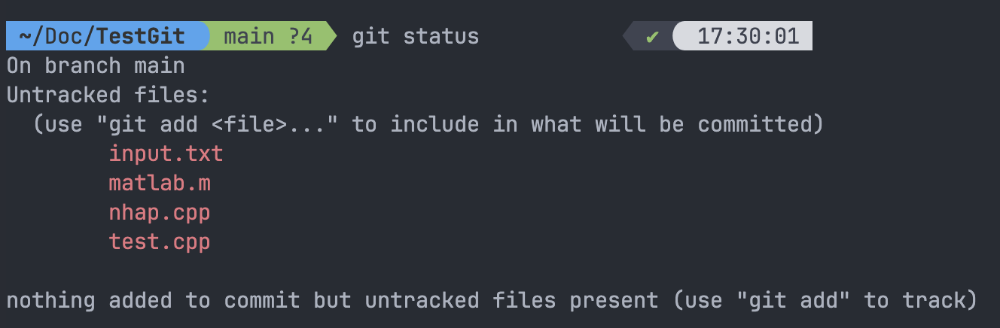 ~/Doc/TestGit main ?4 git status ✔ 17:30:01
On branch main
Untracked files:
  (use "git add <file>..." to include in what will be committed)
        input.txt
        matlab.m
        nhap.cpp
        test.cpp

nothing added to commit but untracked files present (use "git add" to track)